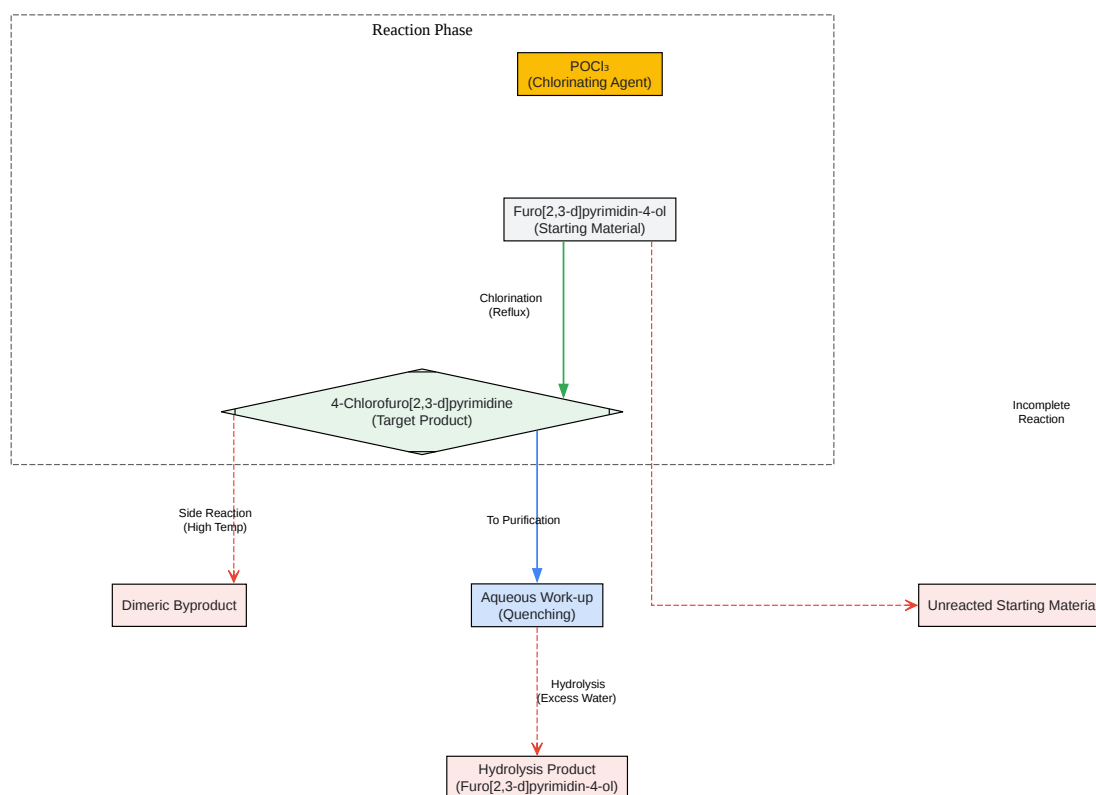 Reaction Phase
POCl₃
(Chlorinating Agent)
Furo[2,3-d]pyrimidin-4-ol
(Starting Material)
Chlorination
(Reflux)
4-Chlorofuro[2,3-d]pyrimidine
(Target Product)
Incomplete
Reaction
Side Reaction
(High Temp)
To Purification
Dimeric Byproduct
Aqueous Work-up
(Quenching)
Unreacted Starting Materia
Hydrolysis
(Excess Water)
Hydrolysis Product
(Furo[2,3-d]pyrimidin-4-ol)